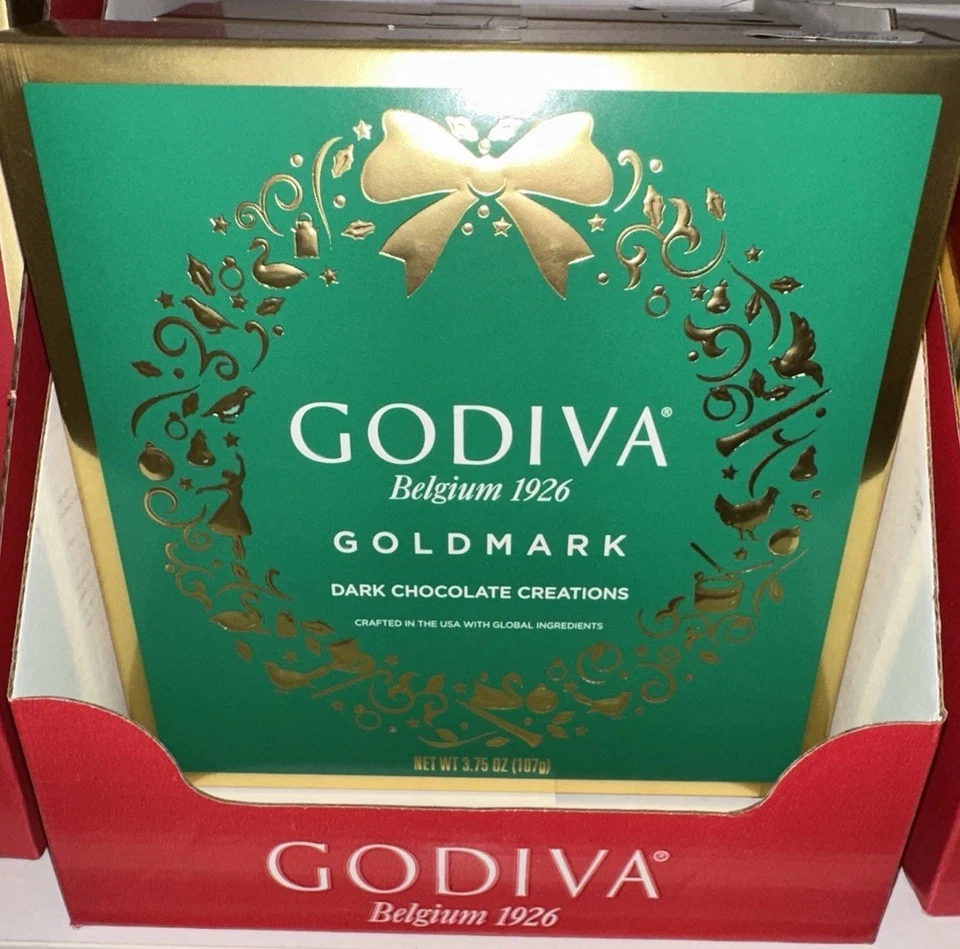 GODIVA®
Belgium 1926
GOLDMARK
DARK CHOCOLATE CREATIONS
CRAFTED IN THE USA WITH GLOBAL INGREDIENTS
NET WT 3.75 OZ (107g)
GODIVA®
Belgium 1926